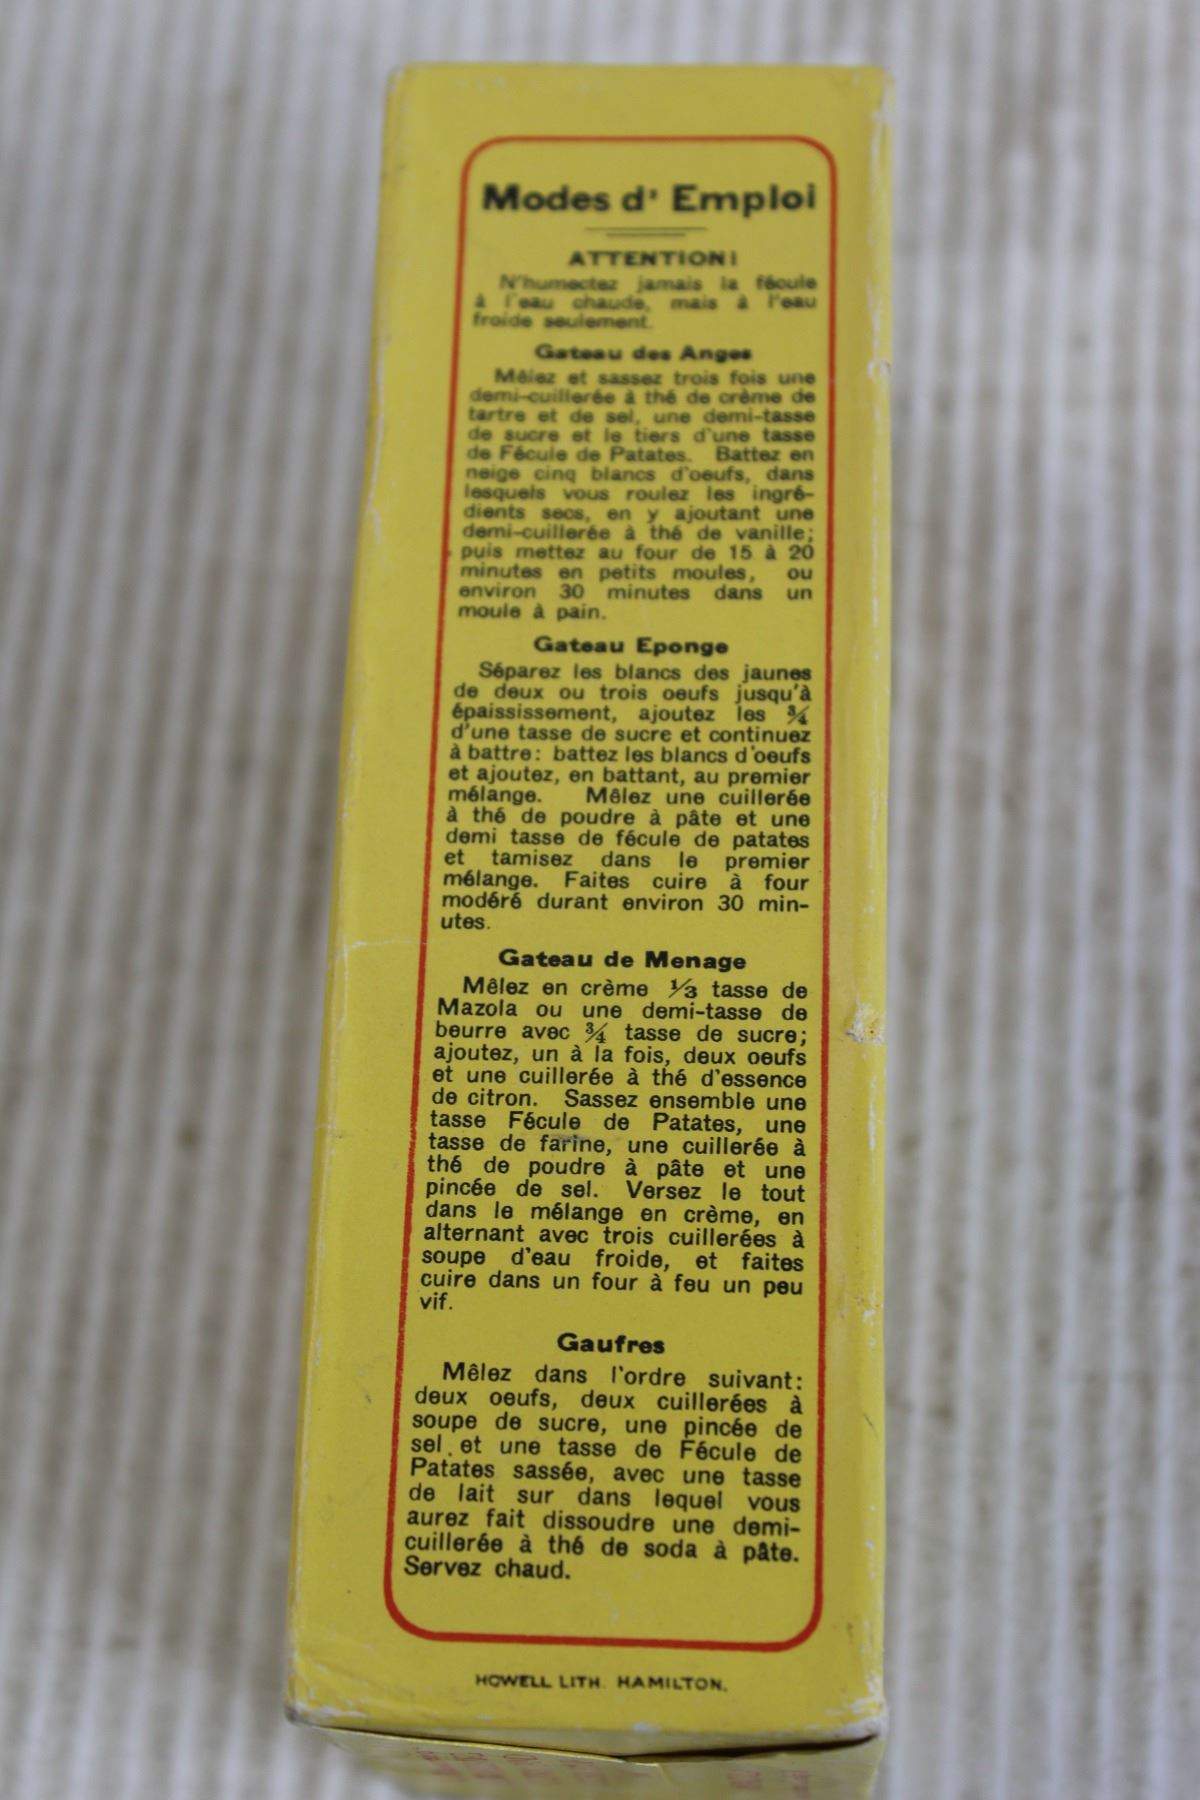 Modes d' Emploi
ATTENTION!
N'humectez jamais la fécule
à l'eau chaude, mais à l'eau
froide seulement.
Gateau des Anges
Mêlez et sassez trois fois une
demi-cuillerée à thé de crème de
tartre et de sel, une demi-tasse
de sucre et le tiers d'une tasse
de Fécule de Patates. Battez en
neige cinq blancs d'oeufs, dans
lesquels vous roulez les ingré-
dients secs, en y ajoutant une
demi-cuillerée à thé de vanille;
puis mettez au four de 15 à 20
minutes en petits moules, ou
environ 30 minutes dans un
moule à pain.
Gateau Eponge
Séparez les blancs des jaunes
de deux ou trois oeufs jusqu'à
épaississement, ajoutez les ¾
d'une tasse de sucre et continuez
à battre: battez les blancs d'oeufs
et ajoutez, en battant, au premier
mélange. Mêlez une cuillerée
à thé de poudre à pâte et une
demi tasse de fécule de patates
et tamisez dans le premier
mélange. Faites cuire à four
modéré durant environ 30 min-
utes.
Gateau de Menage
Mêlez en crème ⅓ tasse de
Mazola ou une demi-tasse de
beurre avec ¾ tasse de sucre;
ajoutez, un à la fois, deux oeufs
et une cuillerée à thé d'essence
de citron. Sassez ensemble une
tasse Fécule de Patates, une
tasse de farine, une cuillerée à
thé de poudre à pâte et une
pincée de sel. Versez le tout
dans le mélange en crème, en
alternant avec trois cuillerées à
soupe d'eau froide, et faites
cuire dans un four à feu un peu
vif.
Gaufres
Mêlez dans l'ordre suivant:
deux oeufs, deux cuillerées à
soupe de sucre, une pincée de
sel et une tasse de Fécule de
Patates sassée, avec une tasse
de lait sur dans lequel vous
aurez fait dissoudre une demi-
cuillerée à thé de soda à pâte.
Servez chaud.
HOWELL LITH. HAMILTON.